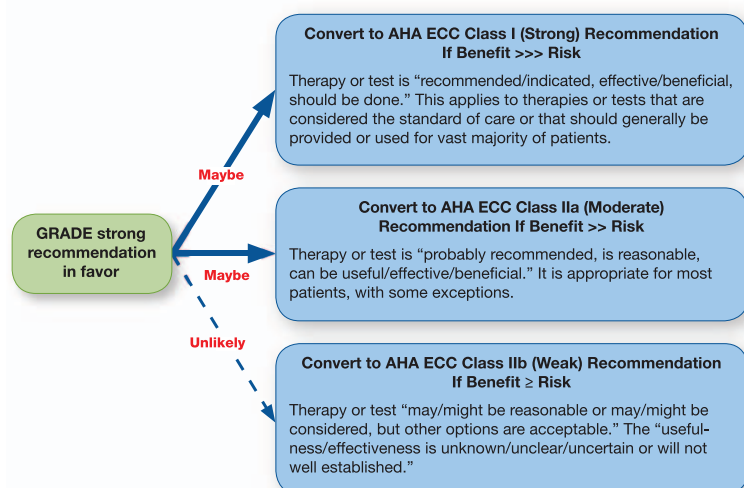 Convert to AHA ECC Class I (Strong) Recommendation
If Benefit >>> Risk
Therapy or test is “recommended/indicated, effective/beneficial,
should be done.” This applies to therapies or tests that are
considered the standard of care or that should generally be
provided or used for vast majority of patients.
Maybe
GRADE strong
recommendation
in favor
Convert to AHA ECC Class IIa (Moderate)
Recommendation If Benefit >> Risk
Therapy or test is “probably recommended, is reasonable,
can be useful/effective/beneficial.” It is appropriate for most
patients, with some exceptions.
Maybe
Unlikely
Convert to AHA ECC Class IIb (Weak) Recommendation
If Benefit ≥ Risk
Therapy or test “may/might be reasonable or may/might be
considered, but other options are acceptable.” The “useful-
ness/effectiveness is unknown/unclear/uncertain or will not
well established.”